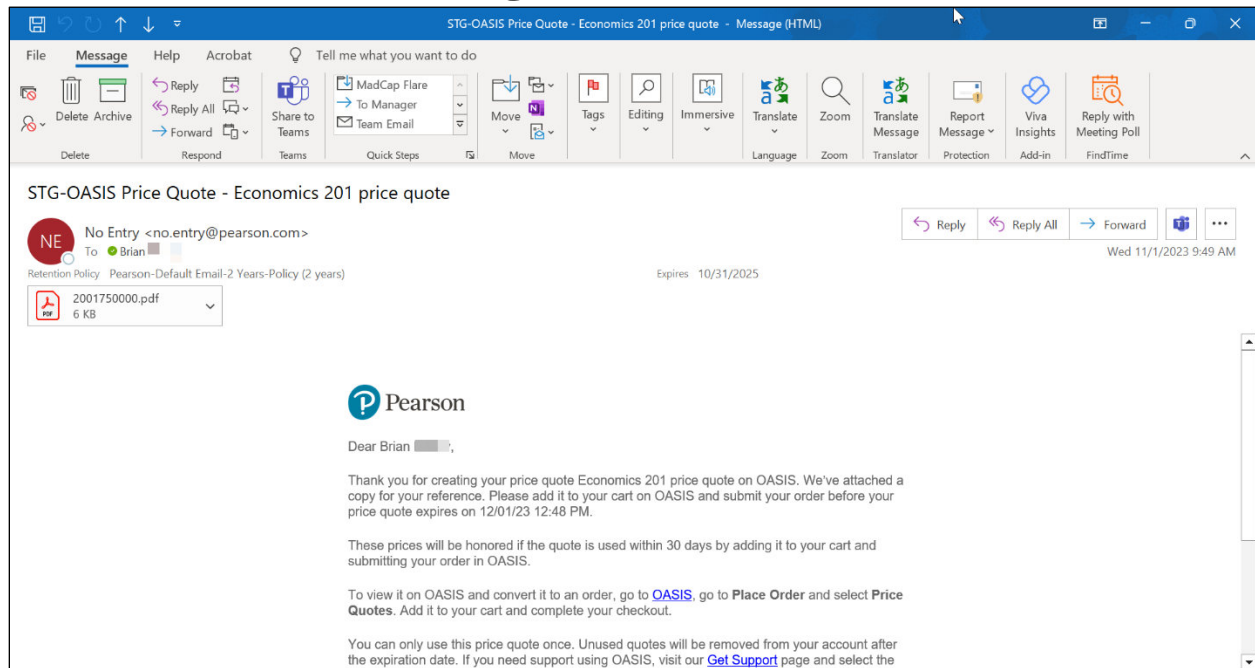 STG-OASIS Price Quote - Economics 201 price quote - Message (HTML)
File Message Help Acrobat Tell me what you want to do
Delete Archive
Reply
Reply All
Forward
Share to Teams
MadCap Flare
To Manager
Team Email
Move
Tags
Editing
Immersive
Translate
Zoom
Translate Message
Report Message
Viva Insights
Reply with Meeting Poll
Delete Respond Teams Quick Steps Move Language Zoom Translator Protection Add-in FindTime
STG-OASIS Price Quote - Economics 201 price quote
NE
No Entry <no.entry@pearson.com>
To Brian
Reply Reply All Forward
Wed 11/1/2023 9:49 AM
Retention Policy Pearson-Default Email-2 Years-Policy (2 years) Expires 10/31/2025
PDF
2001750000.pdf
6 KB
P Pearson
Dear Brian ,
Thank you for creating your price quote Economics 201 price quote on OASIS. We've attached a
copy for your reference. Please add it to your cart on OASIS and submit your order before your
price quote expires on 12/01/23 12:48 PM.
These prices will be honored if the quote is used within 30 days by adding it to your cart and
submitting your order in OASIS.
To view it on OASIS and convert it to an order, go to OASIS, go to Place Order and select Price
Quotes. Add it to your cart and complete your checkout.
You can only use this price quote once. Unused quotes will be removed from your account after
the expiration date. If you need support using OASIS, visit our Get Support page and select the